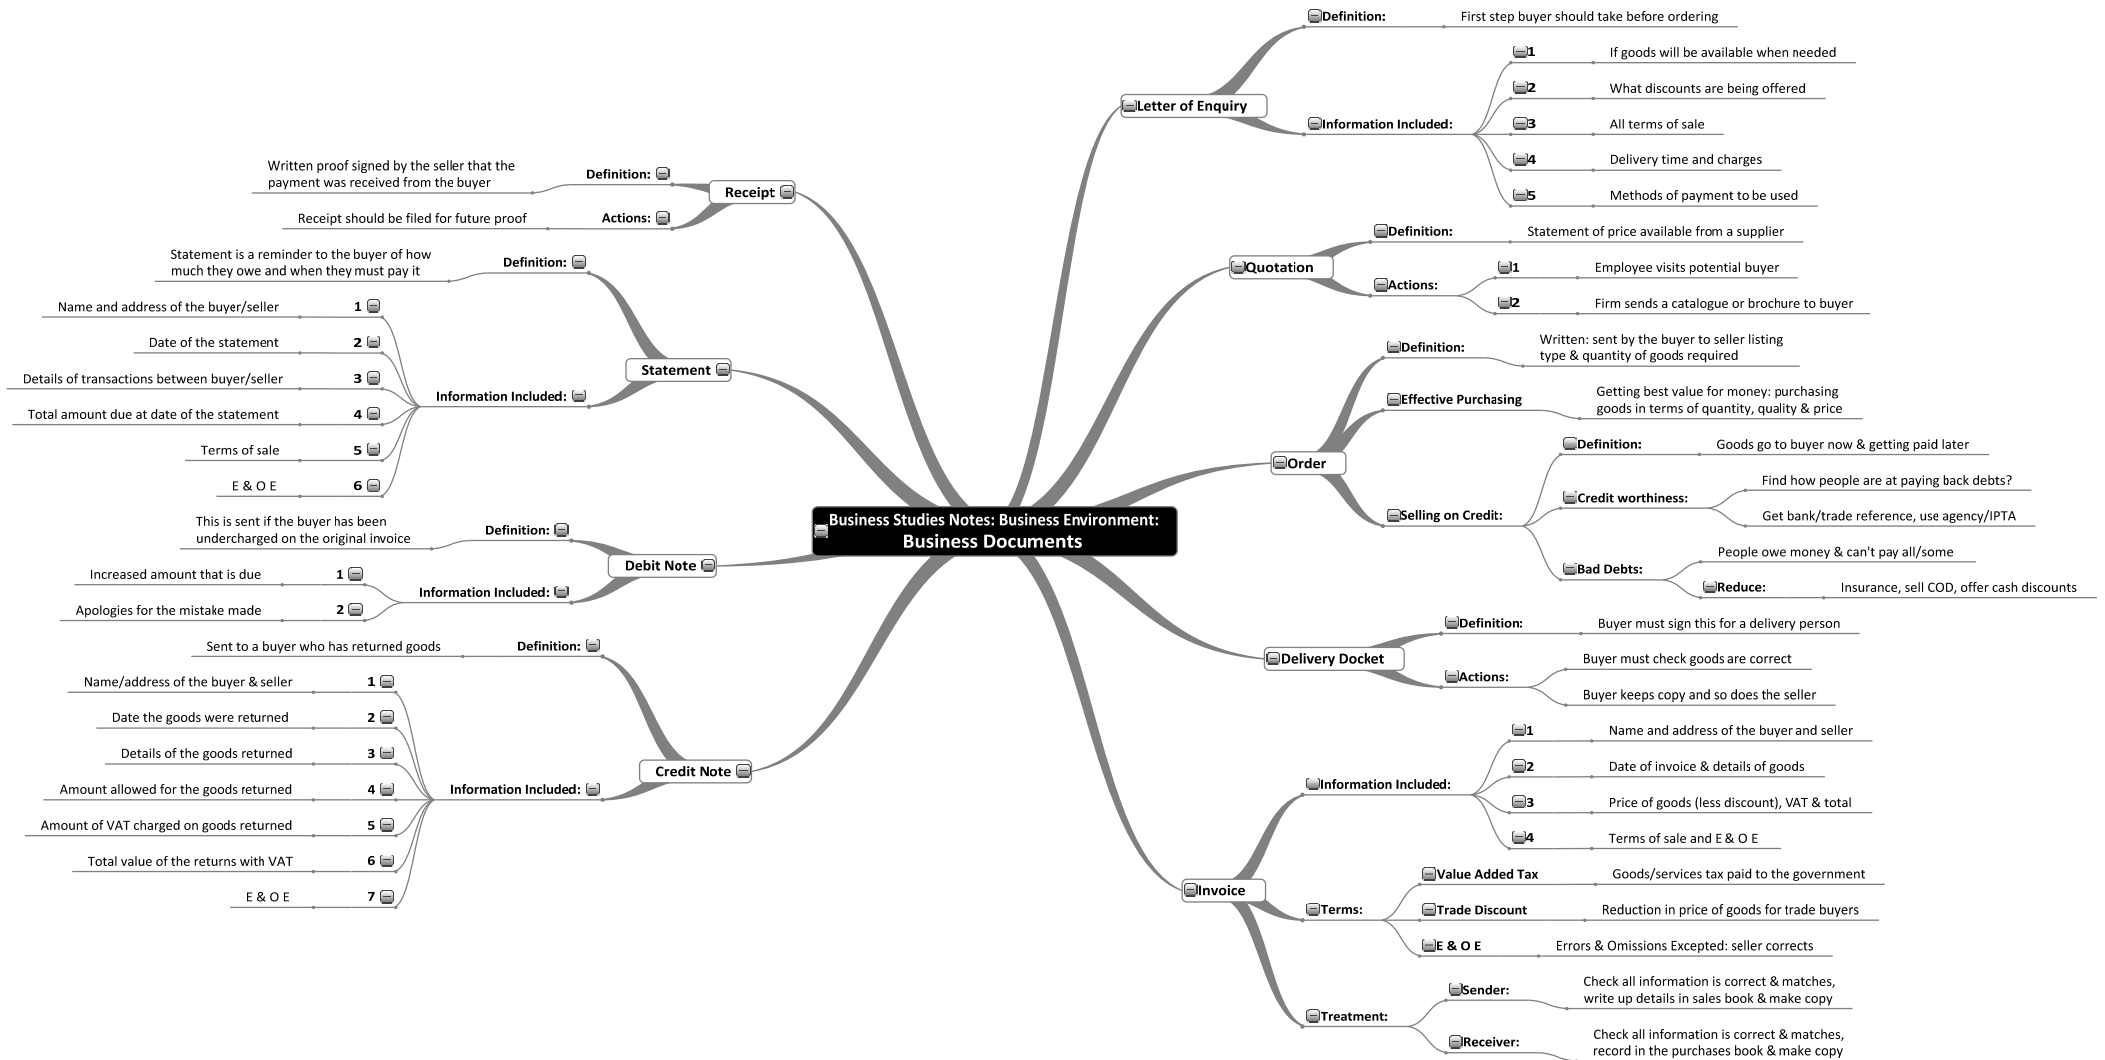 Business Studies Notes: Business Environment:
Business Documents
Letter of Enquiry
Definition:
First step buyer should take before ordering
Information Included:
1
If goods will be available when needed
2
What discounts are being offered
3
All terms of sale
4
Delivery time and charges
5
Methods of payment to be used
Quotation
Definition:
Statement of price available from a supplier
Actions:
1
Employee visits potential buyer
2
Firm sends a catalogue or brochure to buyer
Order
Definition:
Written: sent by the buyer to seller listing
type & quantity of goods required
Effective Purchasing
Getting best value for money: purchasing
goods in terms of quantity, quality & price
Selling on Credit:
Definition:
Goods go to buyer now & getting paid later
Credit worthiness:
Find how people are at paying back debts?
Get bank/trade reference, use agency/IPTA
Bad Debts:
People owe money & can't pay all/some
Reduce:
Insurance, sell COD, offer cash discounts
Delivery Docket
Definition:
Buyer must sign this for a delivery person
Actions:
Buyer must check goods are correct
Buyer keeps copy and so does the seller
Invoice
Information Included:
1
Name and address of the buyer and seller
2
Date of invoice & details of goods
3
Price of goods (less discount), VAT & total
4
Terms of sale and E & O E
Terms:
Value Added Tax
Goods/services tax paid to the government
Trade Discount
Reduction in price of goods for trade buyers
E & O E
Errors & Omissions Excepted: seller corrects
Treatment:
Sender:
Check all information is correct & matches,
write up details in sales book & make copy
Receiver:
Check all information is correct & matches,
record in the purchases book & make copy
Receipt
Definition:
Written proof signed by the seller that the
payment was received from the buyer
Actions:
Receipt should be filed for future proof
Statement
Definition:
Statement is a reminder to the buyer of how
much they owe and when they must pay it
Information Included:
1
Name and address of the buyer/seller
2
Date of the statement
3
Details of transactions between buyer/seller
4
Total amount due at date of the statement
5
Terms of sale
6
E & O E
Debit Note
Definition:
This is sent if the buyer has been
undercharged on the original invoice
Information Included:
1
Increased amount that is due
2
Apologies for the mistake made
Credit Note
Definition:
Sent to a buyer who has returned goods
Information Included:
1
Name/address of the buyer & seller
2
Date the goods were returned
3
Details of the goods returned
4
Amount allowed for the goods returned
5
Amount of VAT charged on goods returned
6
Total value of the returns with VAT
7
E & O E